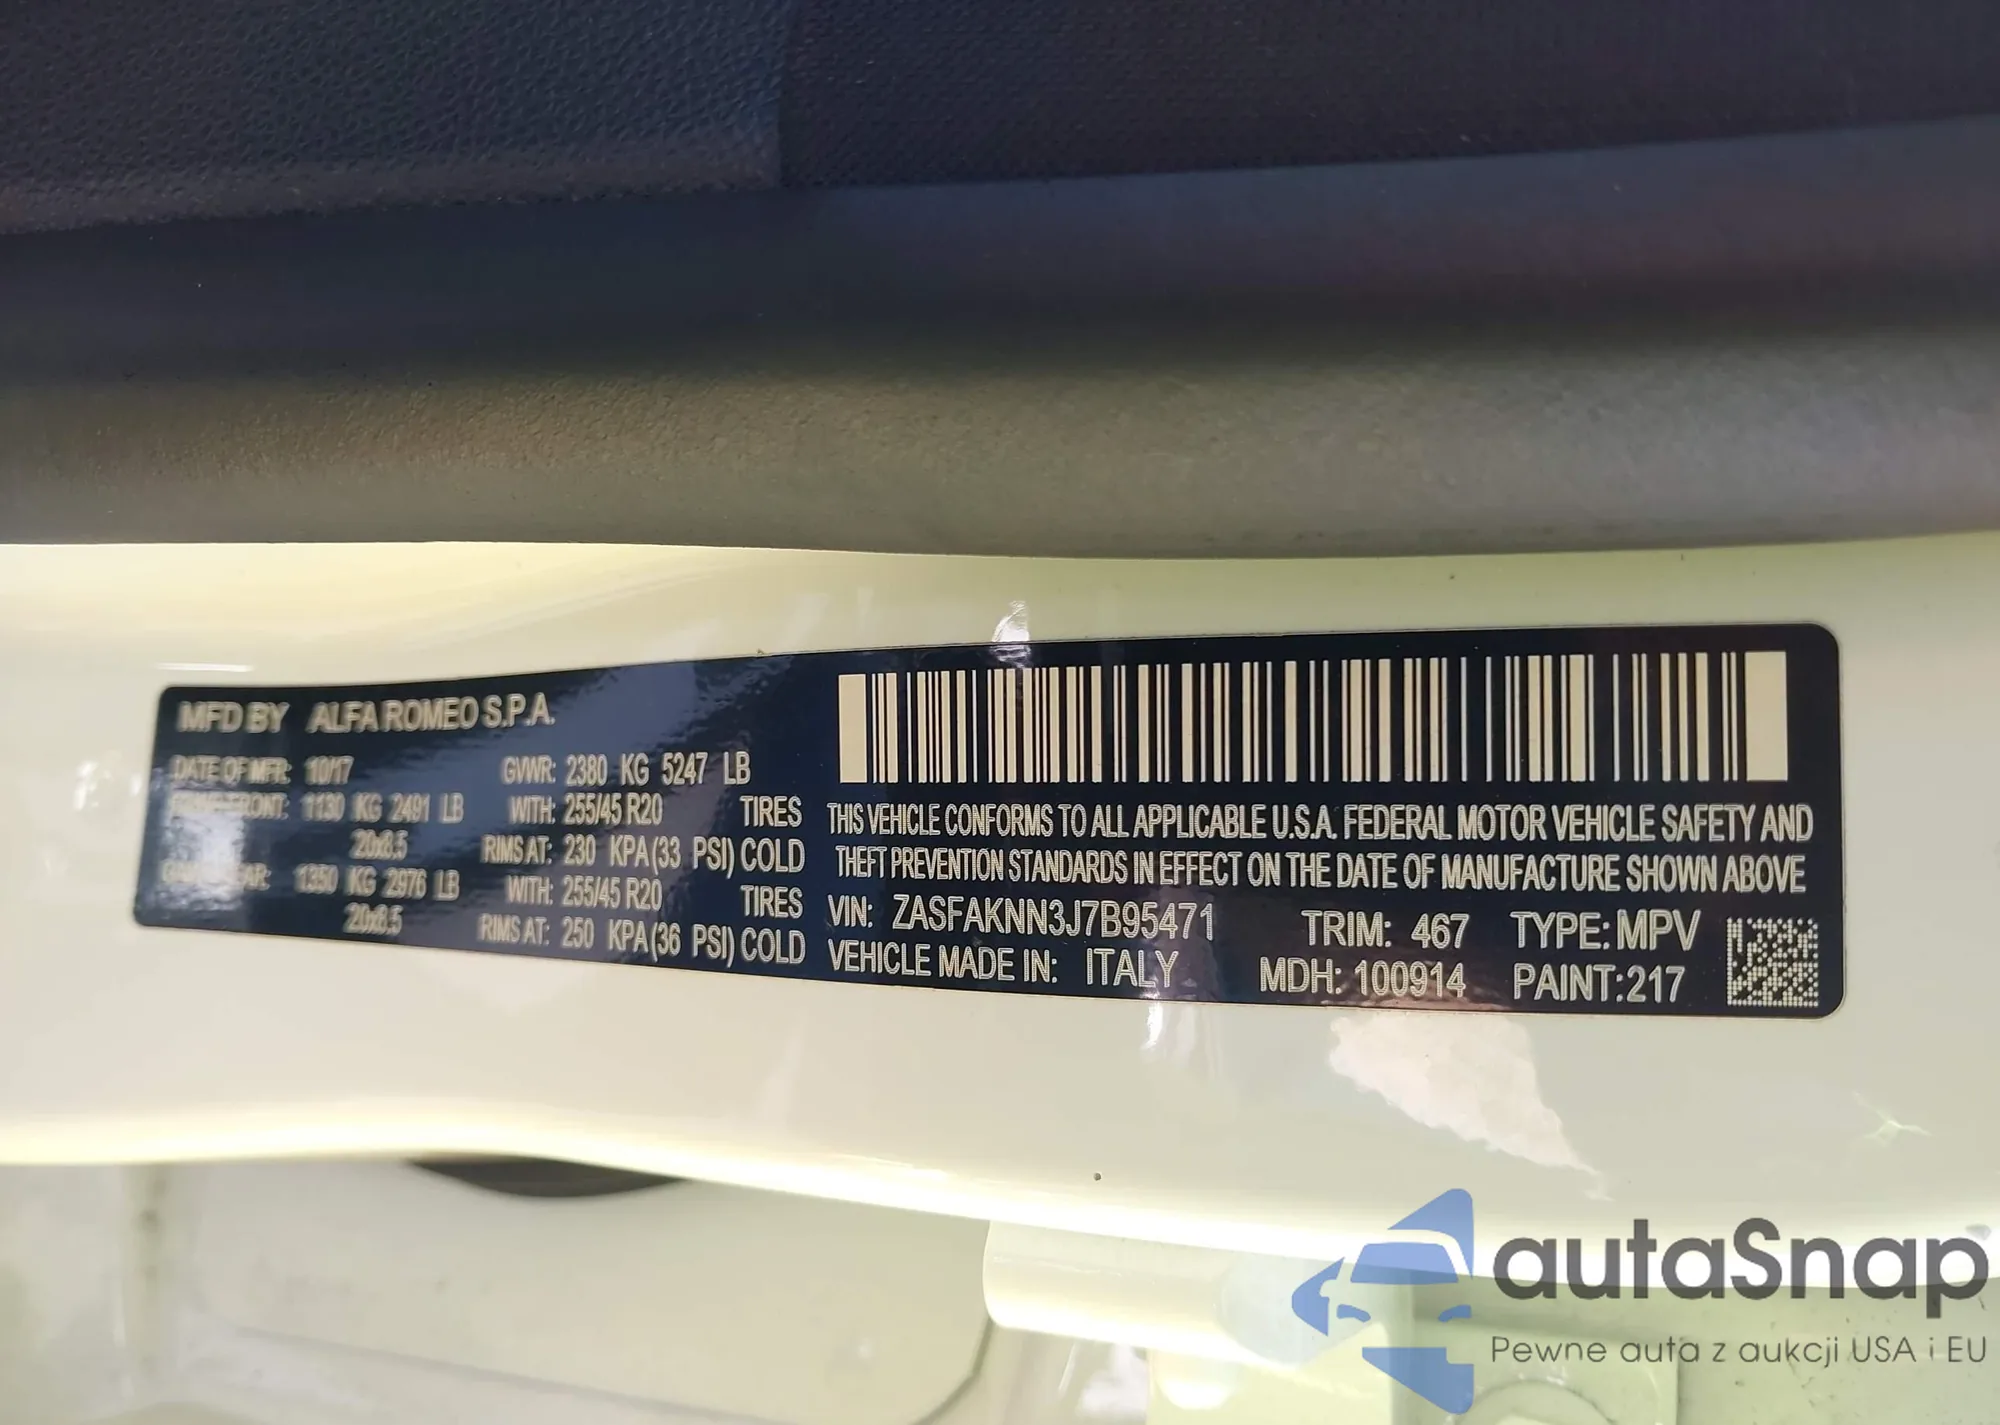 MFD BY ALFA ROMEO S.P.A.
DATE OF MFR: 10/17 GVWR: 2380 KG 5247 LB
FRONT: 1130 KG 2491 LB WITH: 255/45 R20 TIRES
20x8.5 RIMS AT: 230 KPA (33 PSI) COLD
1350 KG 2976 LB WITH: 255/45 R20 TIRES
20x8.5 RIMS AT: 250 KPA (36 PSI) COLD
THIS VEHICLE CONFORMS TO ALL APPLICABLE U.S.A. FEDERAL MOTOR VEHICLE SAFETY AND
THEFT PREVENTION STANDARDS IN EFFECT ON THE DATE OF MANUFACTURE SHOWN ABOVE
VIN: ZASFAKNN3J7B95471 TRIM: 467 TYPE: MPV
VEHICLE MADE IN: ITALY MDH: 100914 PAINT:217
autaSnap
Pewne auta z aukcji USA i EU